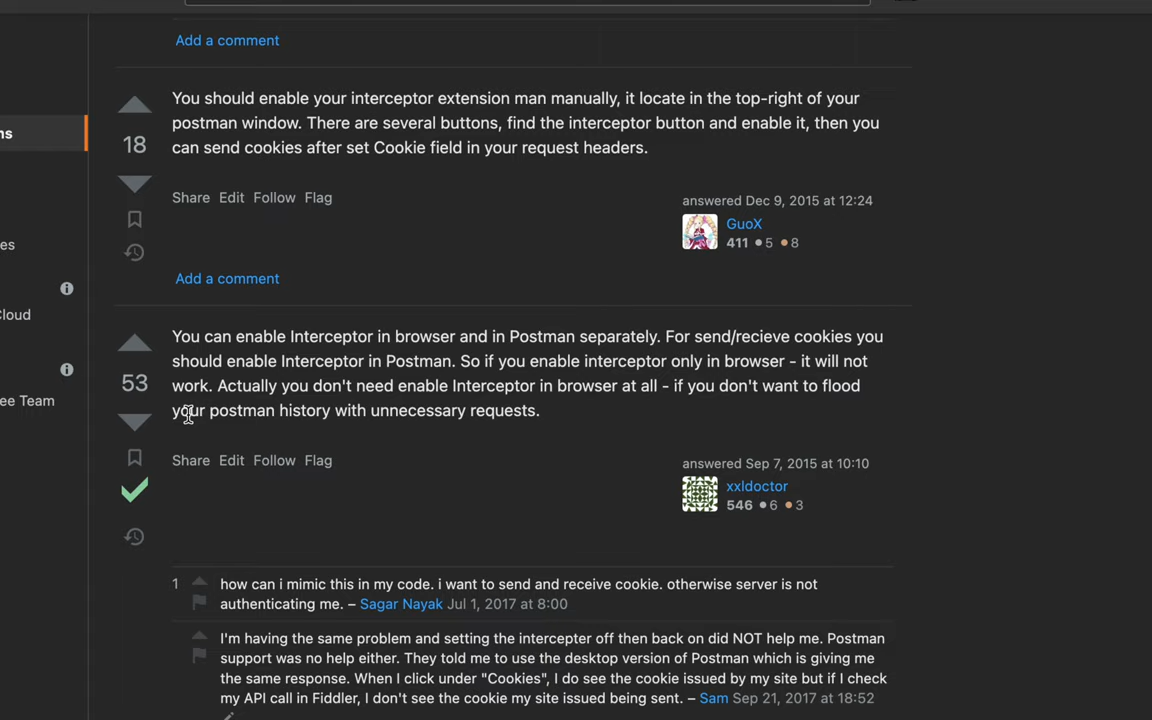 Add a comment
You should enable your interceptor extension man manually, it locate in the top-right of your
ns
postman window. There are several buttons, find the interceptor button and enable it, then you
18
can send cookies after set Cookie field in your request headers.
Share Edit Follow Flag
answered Dec 9, 2015 at 12:24
GuoX
411 5 8
es
Add a comment
Cloud
You can enable Interceptor in browser and in Postman separately. For send/recieve cookies you
should enable Interceptor in Postman. So if you enable interceptor only in browser - it will not
53
work. Actually you don't need enable Interceptor in browser at all - if you don't want to flood
ee Team
your postman history with unnecessary requests.
Share Edit Follow Flag
answered Sep 7, 2015 at 10:10
xxldoctor
546 6 3
1
how can i mimic this in my code. i want to send and receive cookie. otherwise server is not
authenticating me. – Sagar Nayak Jul 1, 2017 at 8:00
I'm having the same problem and setting the intercepter off then back on did NOT help me. Postman
support was no help either. They told me to use the desktop version of Postman which is giving me
the same response. When I click under "Cookies", I do see the cookie issued by my site but if I check
my API call in Fiddler, I don't see the cookie my site issued being sent. – Sam Sep 21, 2017 at 18:52